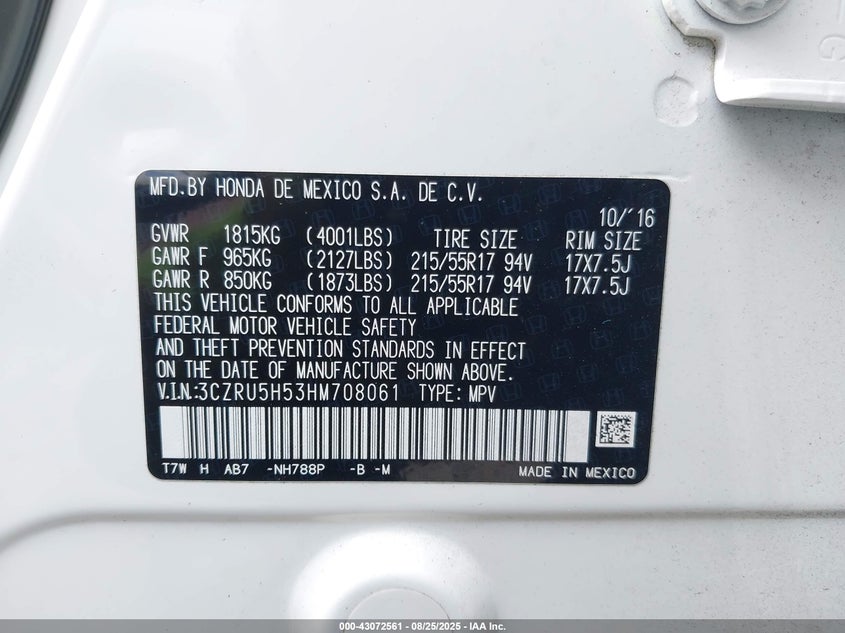 MFD.BY HONDA DE MEXICO S.A. DE C.V.
10/'16
GVWR 1815KG (4001LBS) TIRE SIZE RIM SIZE
GAWR F 965KG (2127LBS) 215/55R17 94V 17X7.5J
GAWR R 850KG (1873LBS) 215/55R17 94V 17X7.5J
THIS VEHICLE CONFORMS TO ALL APPLICABLE
FEDERAL MOTOR VEHICLE SAFETY
AND THEFT PREVENTION STANDARDS IN EFFECT
ON THE DATE OF MANUFACTURE SHOWN ABOVE.
V.I.N.:3CZRU5H53HM708061 TYPE: MPV
T7W H AB7 -NH788P -B -M MADE IN MEXICO
000-43072561 - 08/25/2025 - IAA Inc.